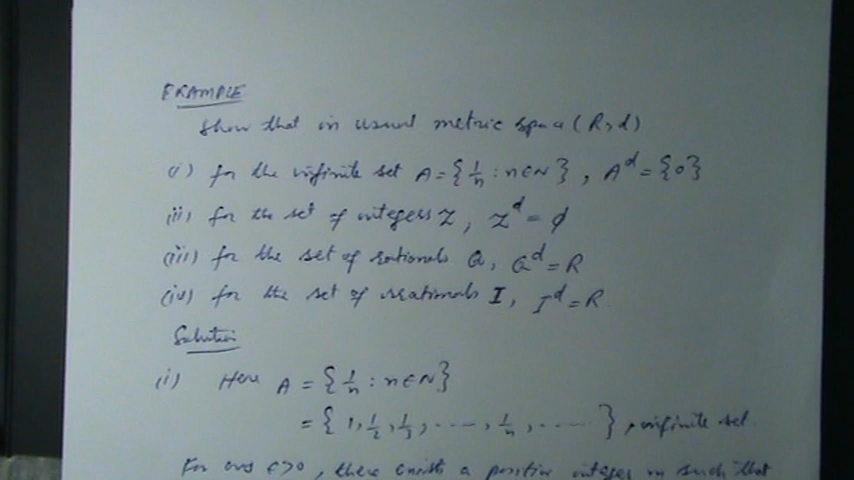 EXAMPLE
Show that in usual metric space (R, d)
(i) for the infinite set A = {1/n : n ∈ N}, A^d = {0}
(ii) for the set of integers Z, Z^d = ϕ
(iii) for the set of rationals Q, Q^d = R
(iv) for the set of irrationals I, I^d = R.
Solution
(i) Here A = {1/n : n ∈ N}
= {1, 1/2, 1/3, ----, 1/n, ----- }, infinite set.
For any ϵ>0, there exists a positive integer m such that